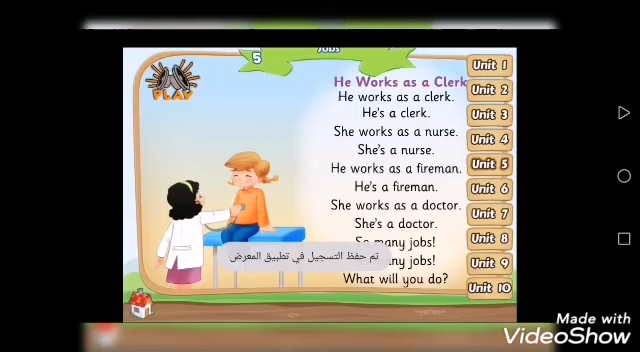 5
Jobs
PLAY
He Works as a Clerk
He works as a clerk.
He's a clerk.
She works as a nurse.
She's a nurse.
He works as a fireman.
He's a fireman.
She works as a doctor.
She's a doctor.
So many jobs!
many jobs!
What will you do?
تم حفظ التسجيل في تطبيق المعرض
Unit 1
Unit 2
Unit 3
Unit 4
Unit 5
Unit 6
Unit 7
Unit 8
Unit 9
Unit 10
Made with
VideoShow